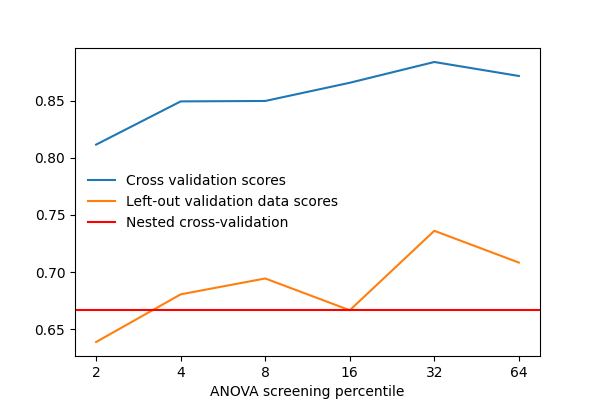 0.85
0.80
0.75
0.70
0.65
Cross validation scores
Left-out validation data scores
Nested cross-validation
2 4 8 16 32 64
ANOVA screening percentile